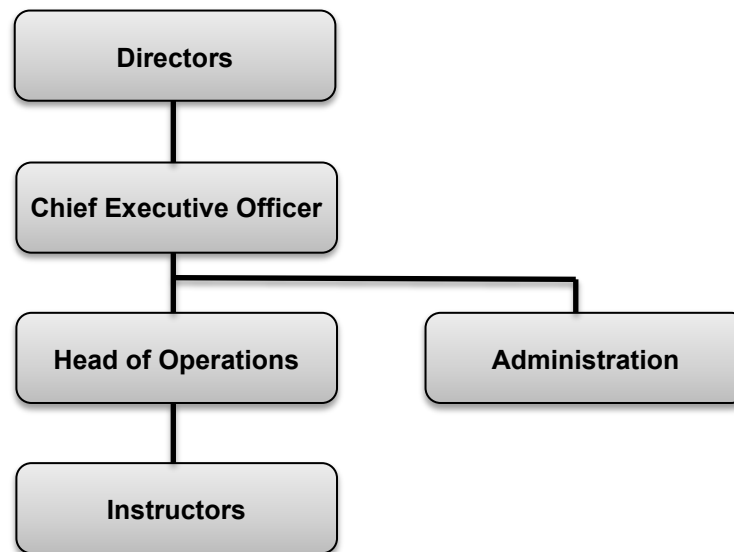 Directors
Chief Executive Officer
Head of Operations
Administration
Instructors